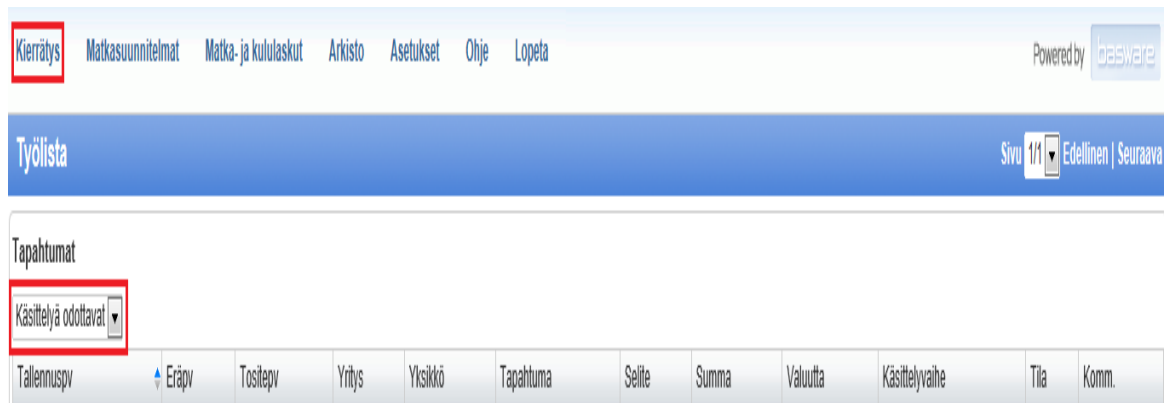 Kierrätys Matkasuunnitelmat Matka- ja kululaskut Arkisto Asetukset Ohje Lopeta Powered by basware
Työlista Sivu 1/1 Edellinen | Seuraava
Tapahtumat
Käsittelyä odottavat
Tallennuspv Eräpv Tositepv Yritys Yksikkö Tapahtuma Selite Summa Valuutta Käsittelyvaihe Tila Komm.